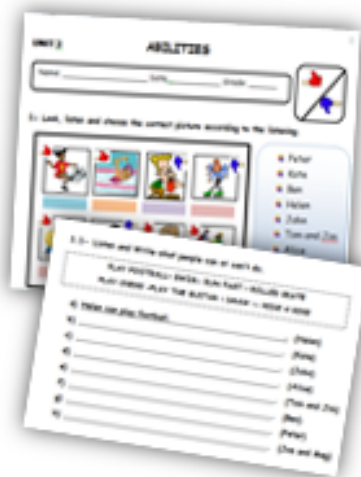 UNIT 3
ABILITIES
Name: Date: Grade:
1.- Look, listen and choose the correct picture according to the listening.
Peter
Kate
Ben
Helen
John
Tom and Jim
Alice
1.1.- Listen and Write what people can or can't do.
PLAY FOOTBALL - SWIM - RUN FAST - ROLLER SKATE
PLAY CHESS - PLAY THE GUITAR - - RIDE A BIKE
a) Helen can play football. (Helen)
b) (Kate)
c) (John)
d) (Alice)
e) (Tom and Jim)
f) (Ben)
g) (Peter)
h) (Joe and Meg)